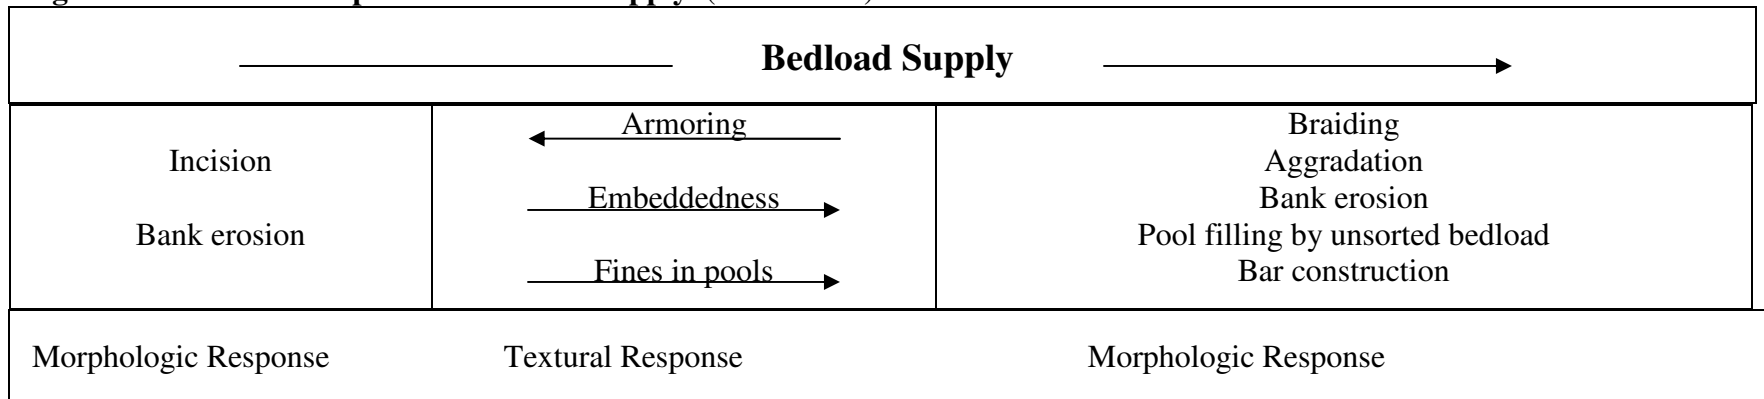 Bedload Supply
Armoring
Braiding
Incision
Aggradation
Embeddedness
Bank erosion
Bank erosion
Pool filling by unsorted bedload
Fines in pools
Bar construction
Morphologic Response
Textural Response
Morphologic Response